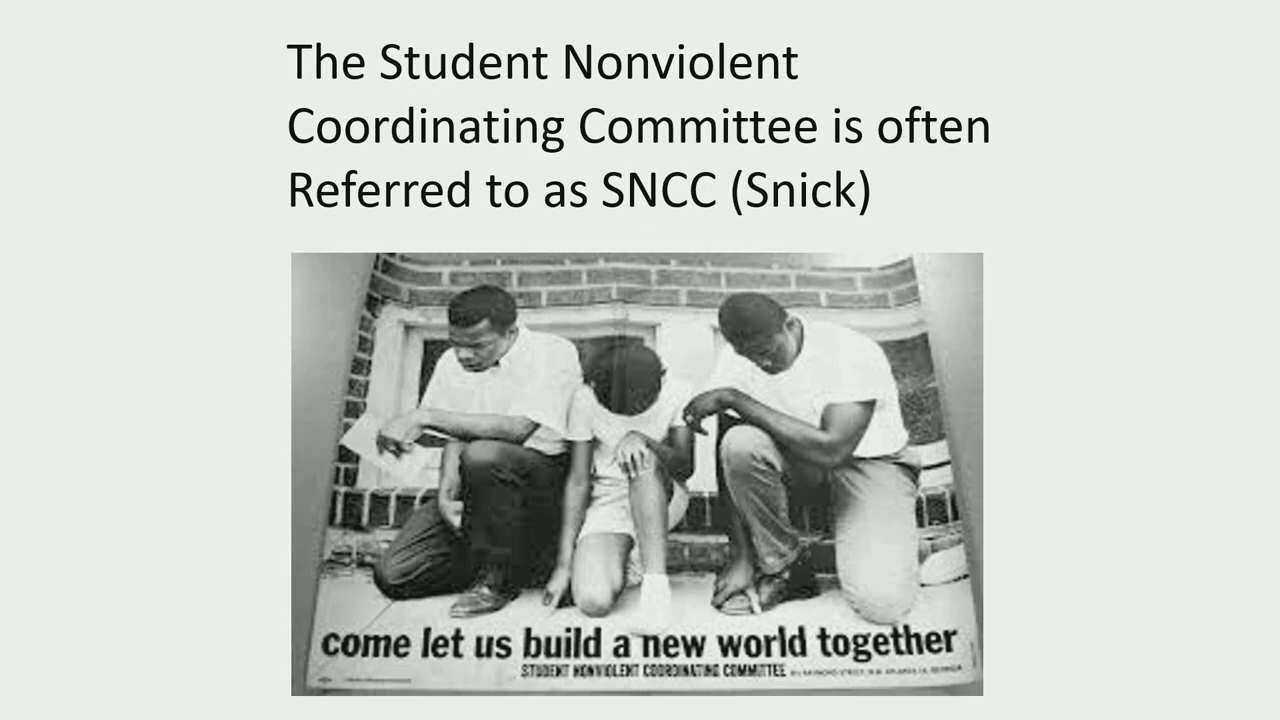 The Student Nonviolent
Coordinating Committee is often
Referred to as SNCC (Snick)
come let us build a new world together
STUDENT NONVIOLENT COORDINATING COMMITTEE